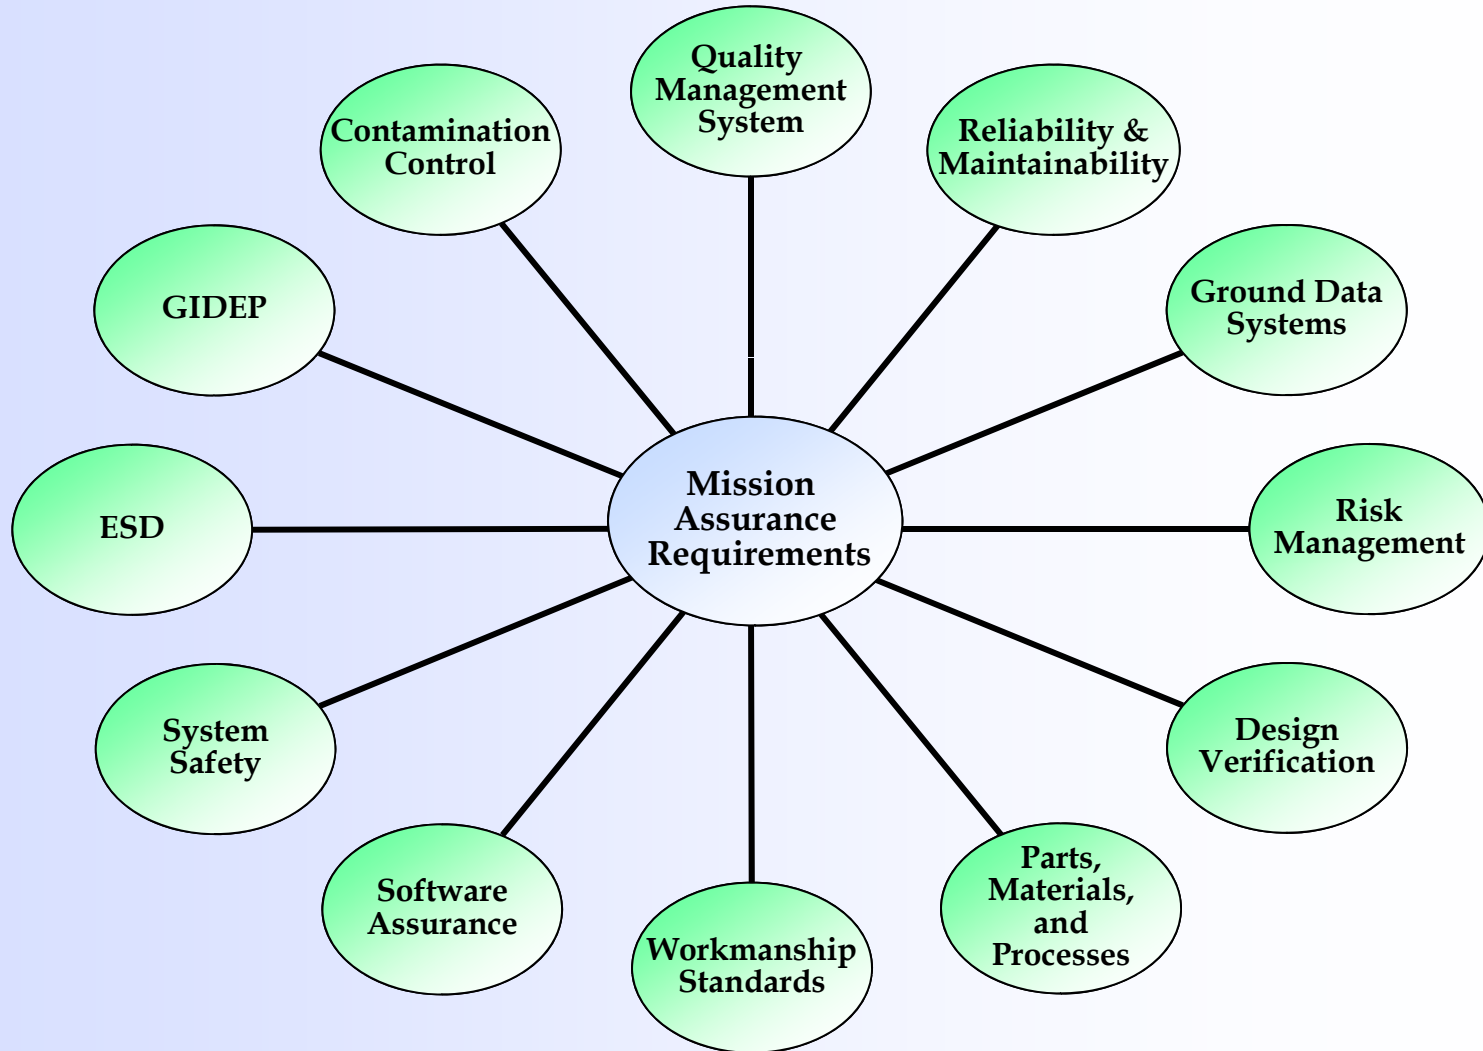 Quality
Management
System
Contamination
Control
Reliability &
Maintainability
GIDEP
Ground Data
Systems
Mission
Assurance
Requirements
ESD
Risk
Management
System
Safety
Design
Verification
Software
Assurance
Parts,
Materials,
and
Processes
Workmanship
Standards